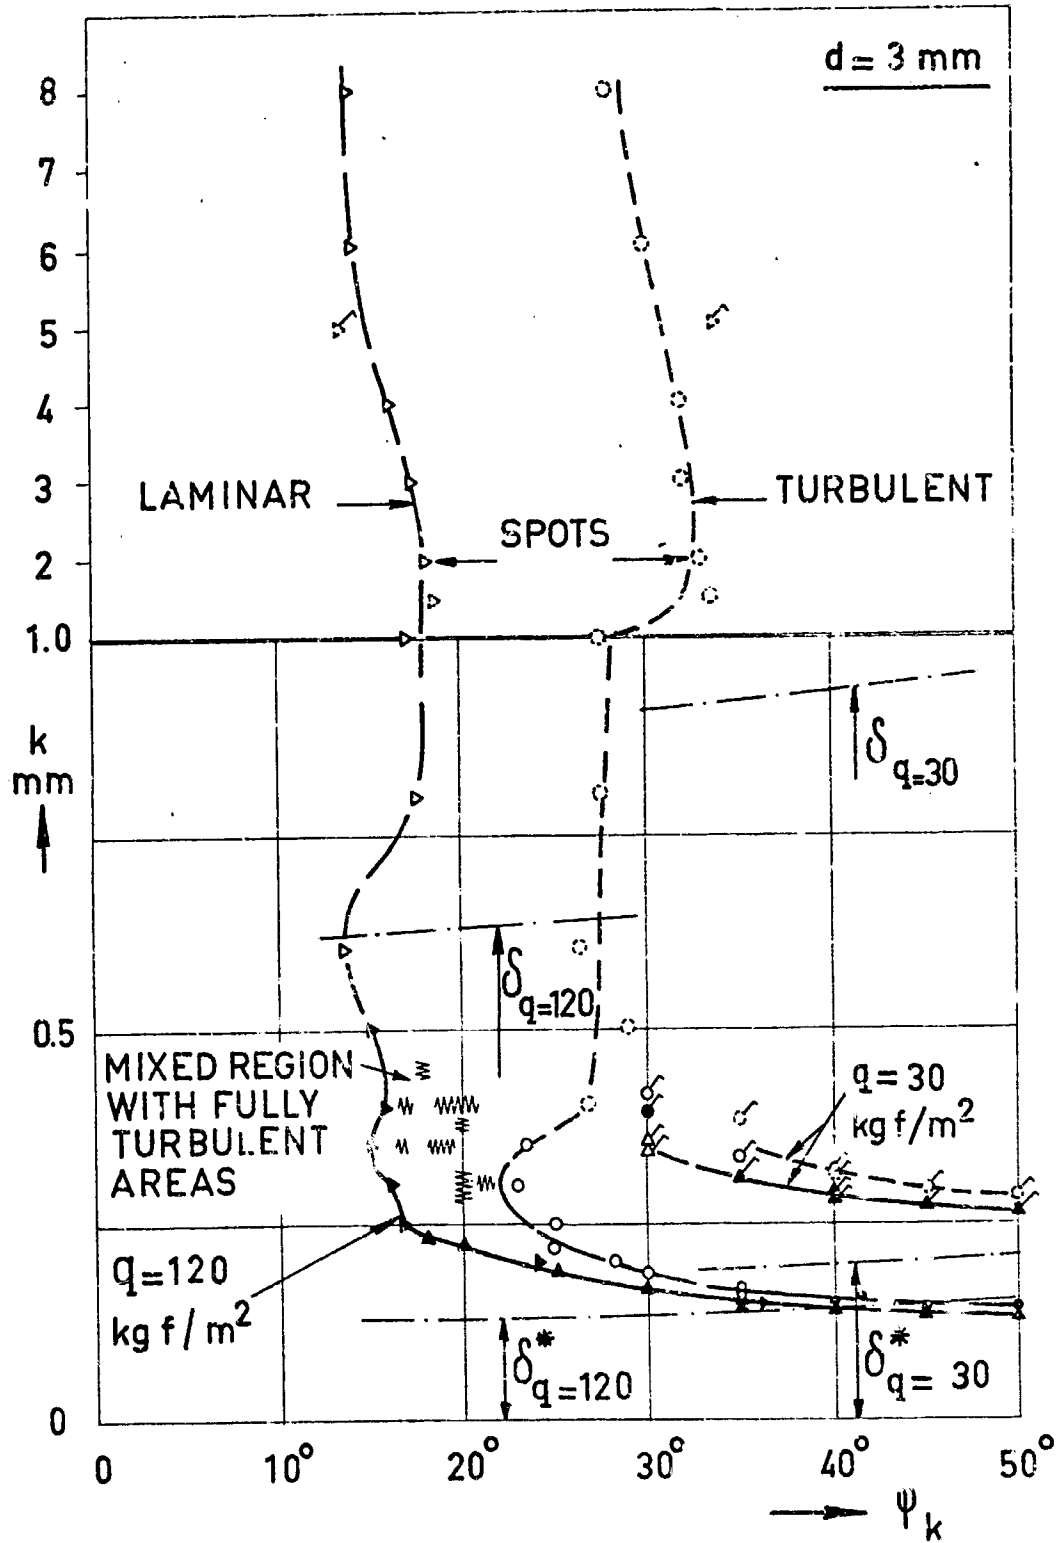 d = 3 mm
8
7
6
5
4
3
2
1.0
LAMINAR
SPOTS
TURBULENT
k
mm
δ q=30
δ q=120
0.5
MIXED REGION
WITH FULLY
TURBULENT
AREAS
q = 30
kg f/m²
q = 120
kg f/m²
δ* q=120
δ* q= 30
0
0 10° 20° 30° 40° 50°
ψk